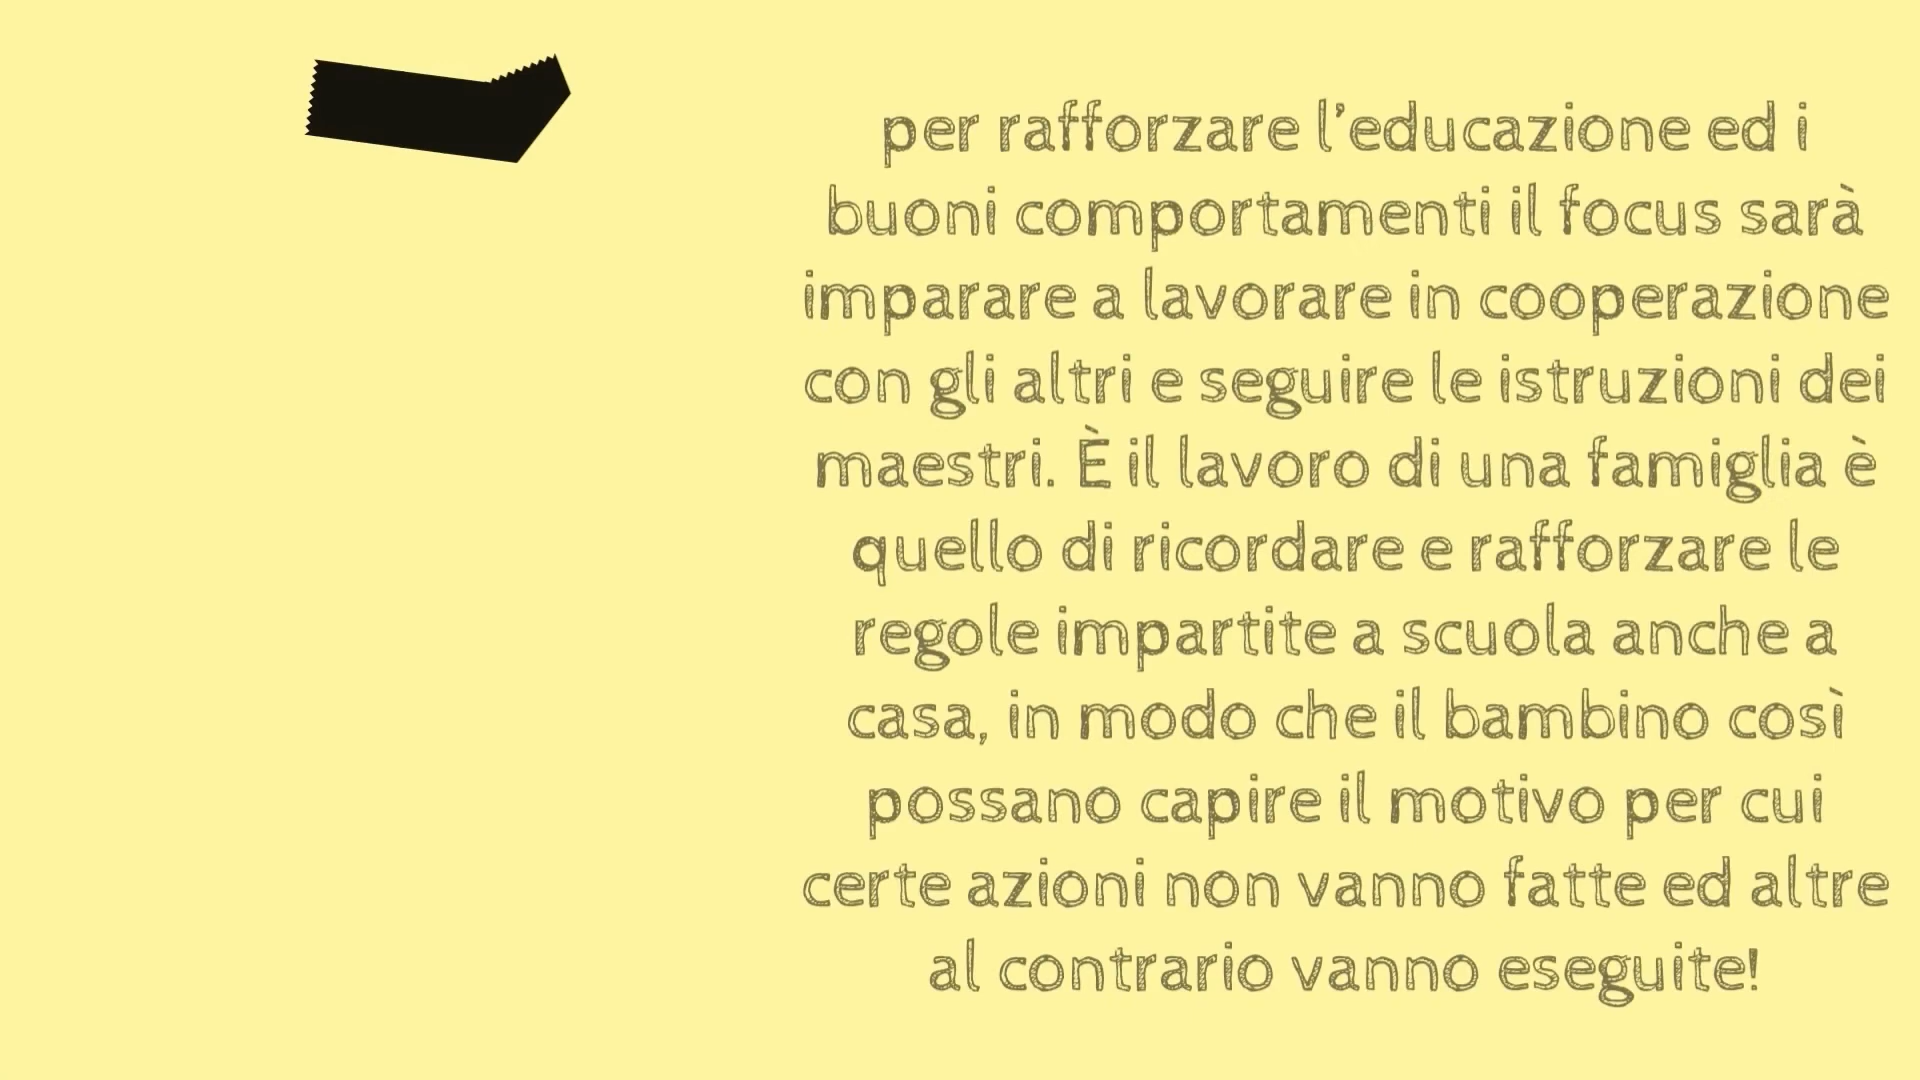 per rafforzare l'educazione ed i
buoni comportamenti il focus sarà
imparare a lavorare in cooperazione
con gli altri e seguire le istruzioni dei
maestri. È il lavoro di una famiglia è
quello di ricordare e rafforzare le
regole impartite a scuola anche a
casa, in modo che il bambino così
possano capire il motivo per cui
certe azioni non vanno fatte ed altre
al contrario vanno eseguite!